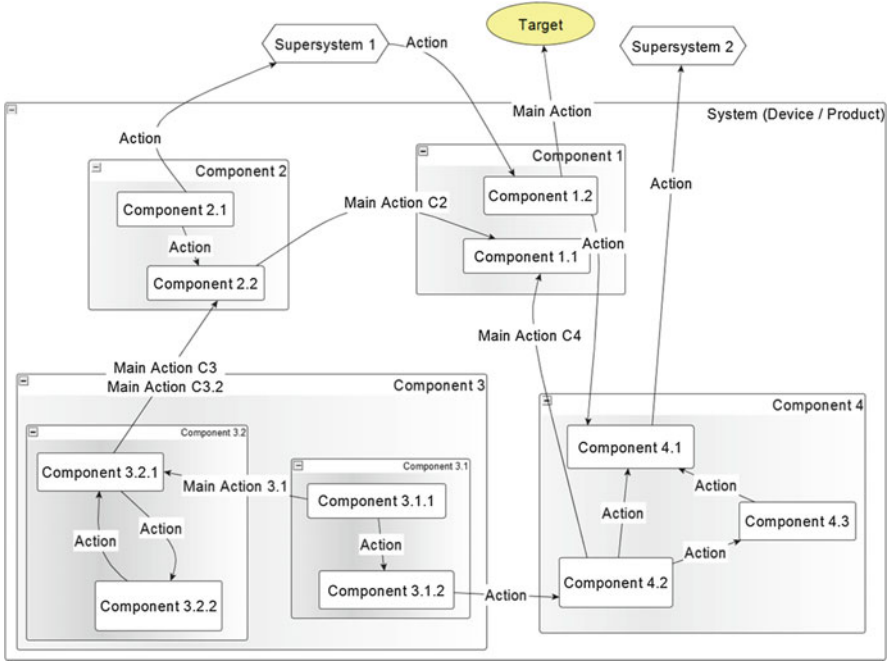 Target
Supersystem 1
Action
Supersystem 2
Main Action
System (Device / Product)
Action
Component 2
Component 1
Component 2.1
Component 1.2
Action
Main Action C2
Action
Action
Component 1.1
Component 2.2
Main Action C4
Main Action C3
Main Action C3.2
Component 3
Component 4
Component 3.2
Component 3.1
Component 4.1
Component 3.2.1
Main Action 3.1
Component 3.1.1
Action
Action
Action
Action
Component 4.3
Action
Action
Component 3.2.2
Component 3.1.2
Action
Component 4.2